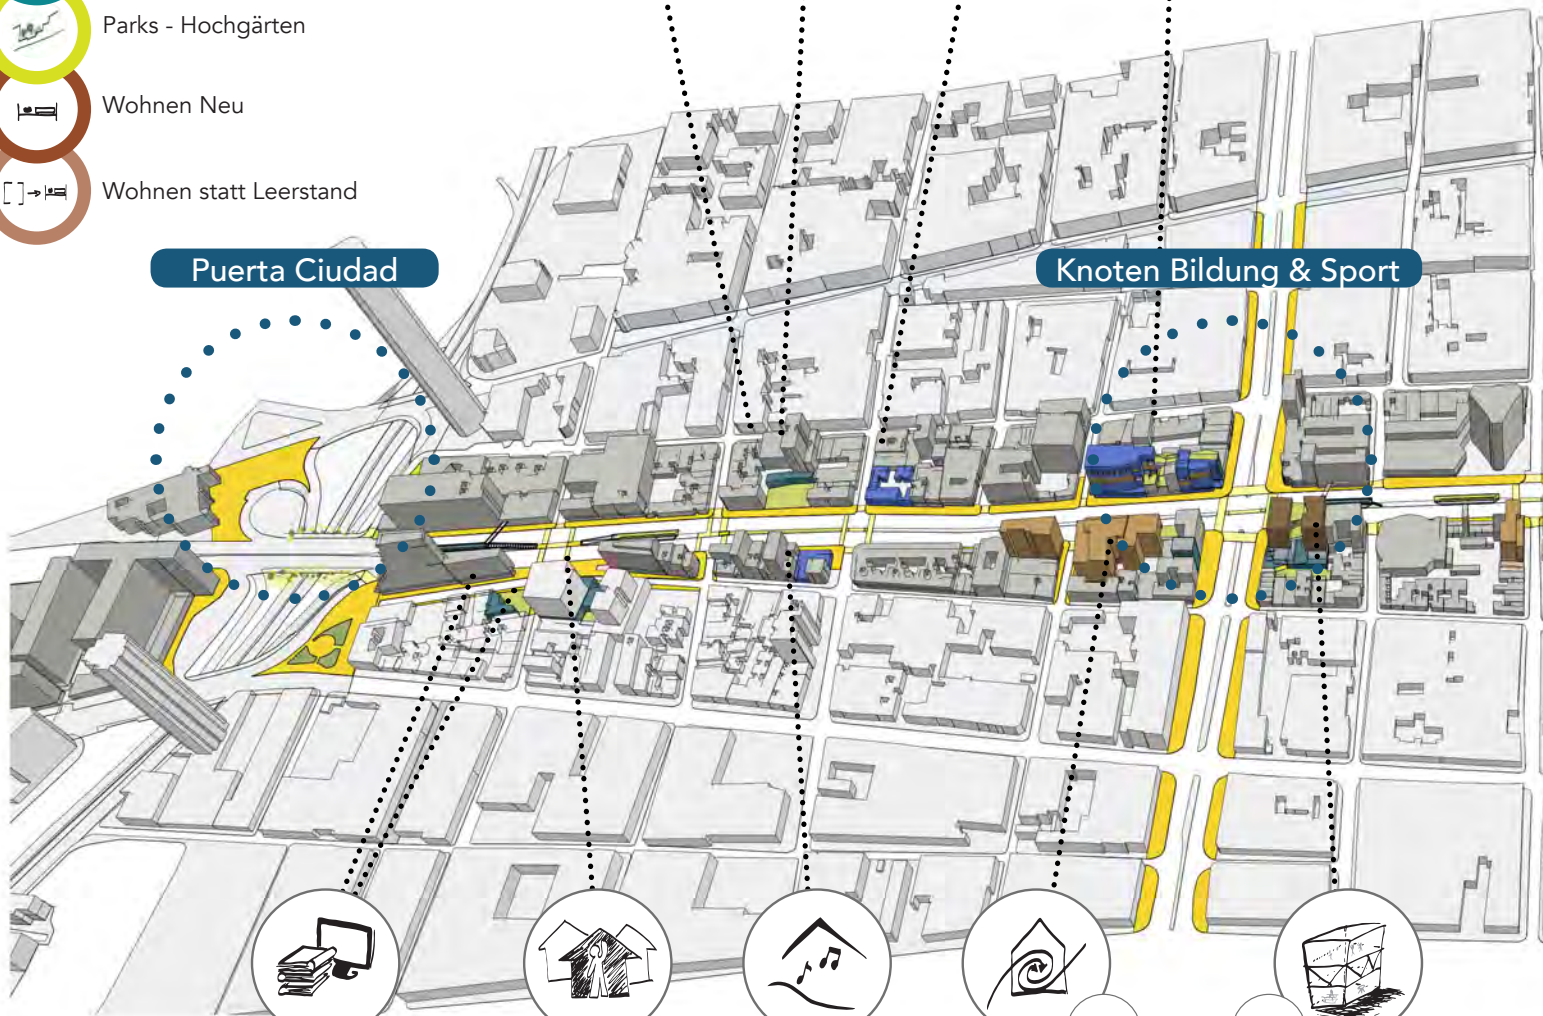 Parks - Hochgärten
Wohnen Neu
Wohnen statt Leerstand
Puerta Ciudad
Knoten Bildung & Sport